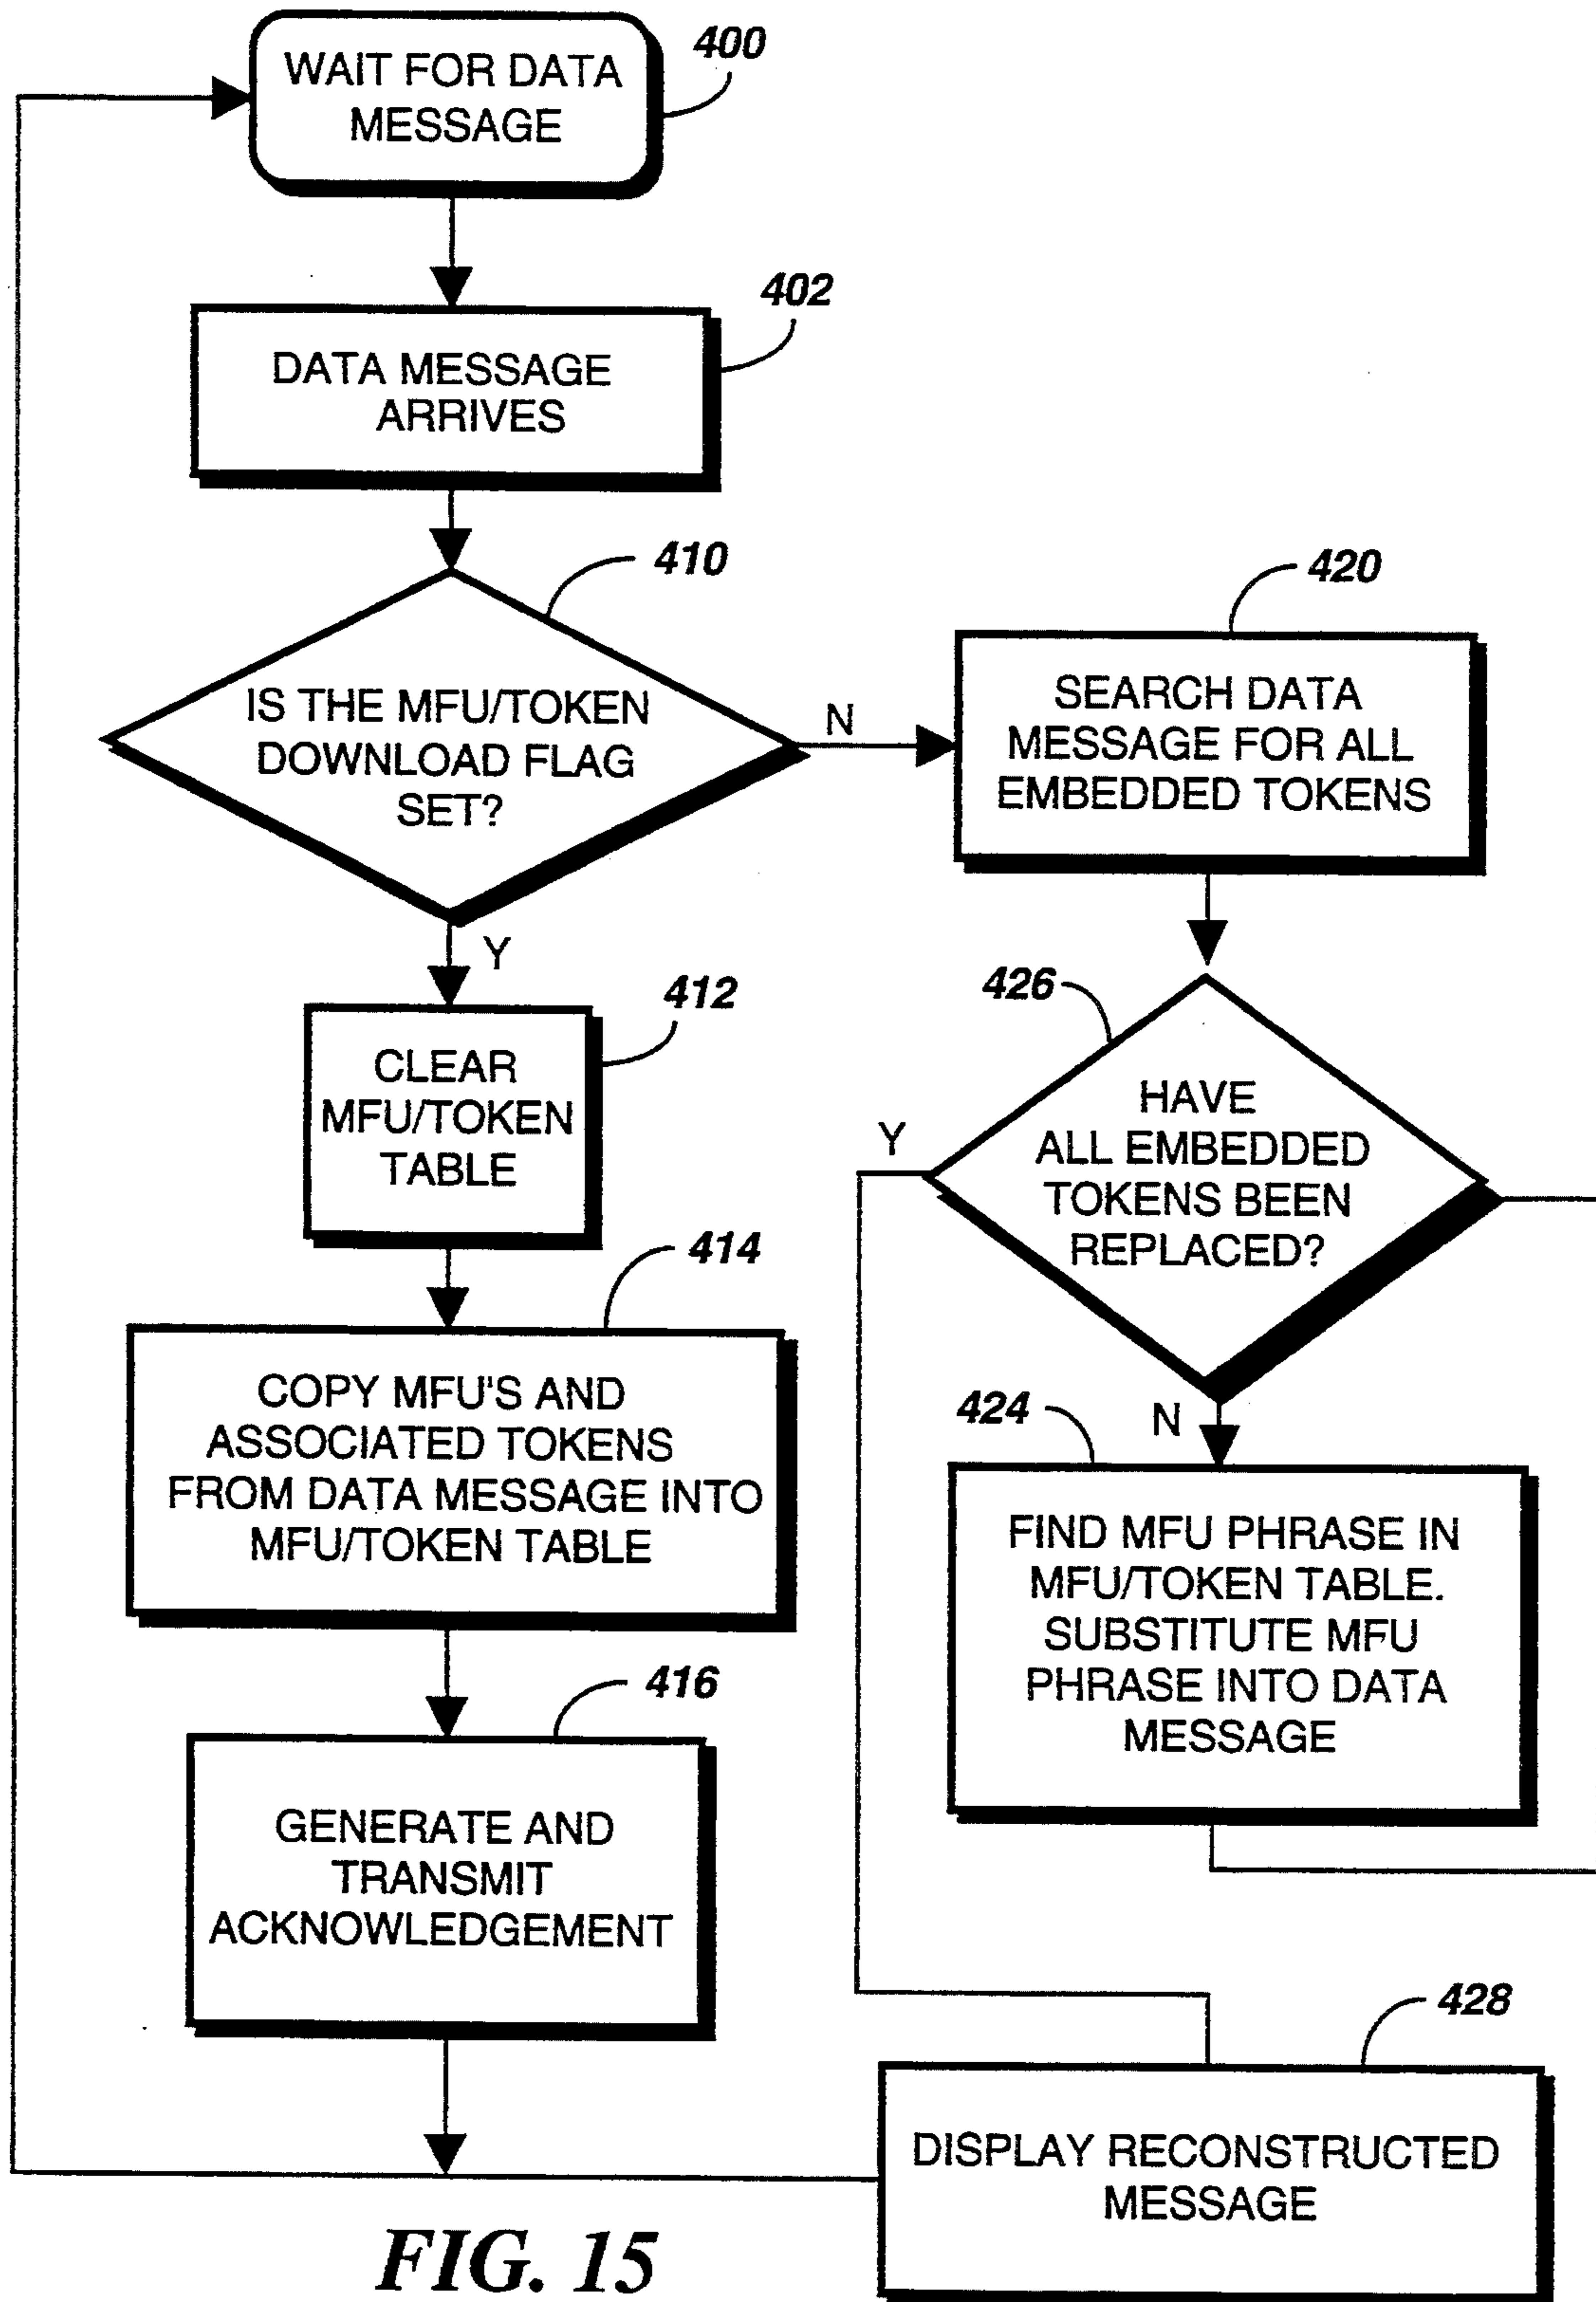 400
WAIT FOR DATA
MESSAGE
402
DATA MESSAGE
ARRIVES
410
IS THE MFU/TOKEN
DOWNLOAD FLAG
SET?
N
Y
420
SEARCH DATA
MESSAGE FOR ALL
EMBEDDED TOKENS
412
CLEAR
MFU/TOKEN
TABLE
426
HAVE
ALL EMBEDDED
TOKENS BEEN
REPLACED?
Y
N
414
COPY MFU'S AND
ASSOCIATED TOKENS
FROM DATA MESSAGE INTO
MFU/TOKEN TABLE
424
FIND MFU PHRASE IN
MFU/TOKEN TABLE.
SUBSTITUTE MFU
PHRASE INTO DATA
MESSAGE
416
GENERATE AND
TRANSMIT
ACKNOWLEDGEMENT
428
DISPLAY RECONSTRUCTED
MESSAGE
FIG. 15